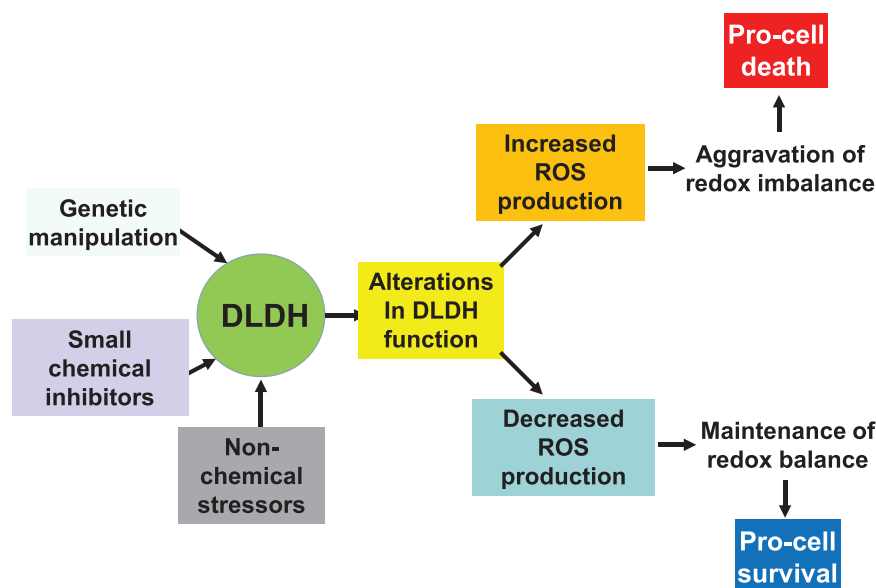 Genetic
manipulation
Small
chemical
inhibitors
Non-
chemical
stressors
DLDH
Alterations
In DLDH
function
Increased
ROS
production
Aggravation of
redox imbalance
Pro-cell
death
Decreased
ROS
production
Maintenance of
redox balance
Pro-cell
survival